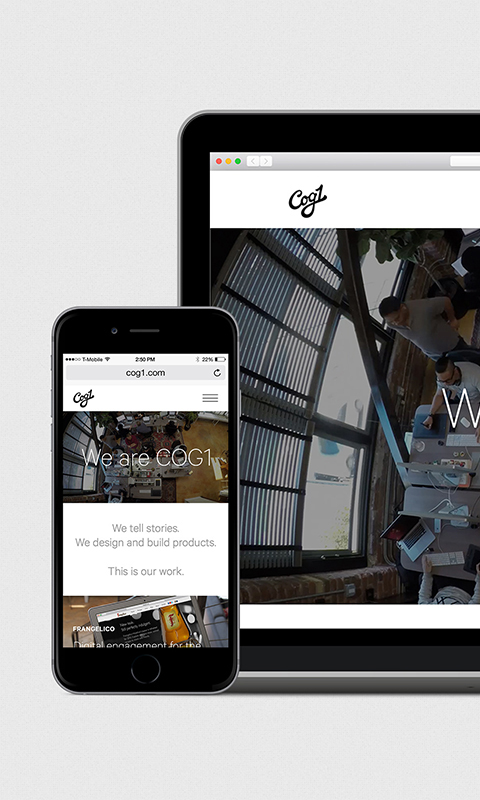 Cog1
W
T-Mobile 2:50 PM 22%
cog1.com
Cog1
We are COG1
We tell stories.
We design and build products.
This is our work.
FRANGELICO
Digital engagement for the